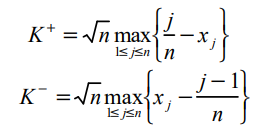 K⁺ = √n max_{1≤j≤n} { j/n − x_j }
K⁻ = √n max_{1≤j≤n} { x_j − (j−1)/n }